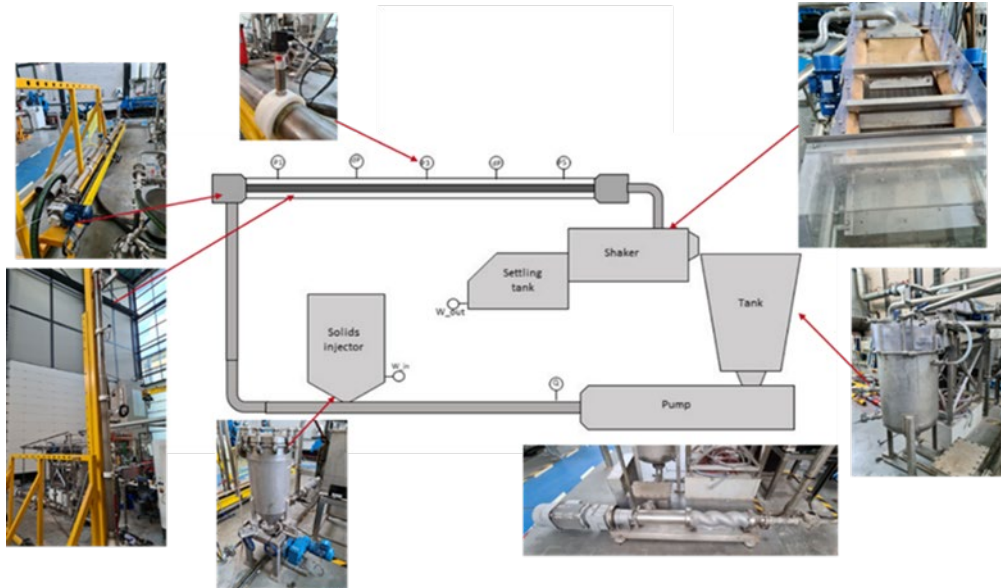 P1
dP
P3
dP
P5
Shaker
Settling
tank
W_out
Tank
Solids
injector
W_in
Q
Pump